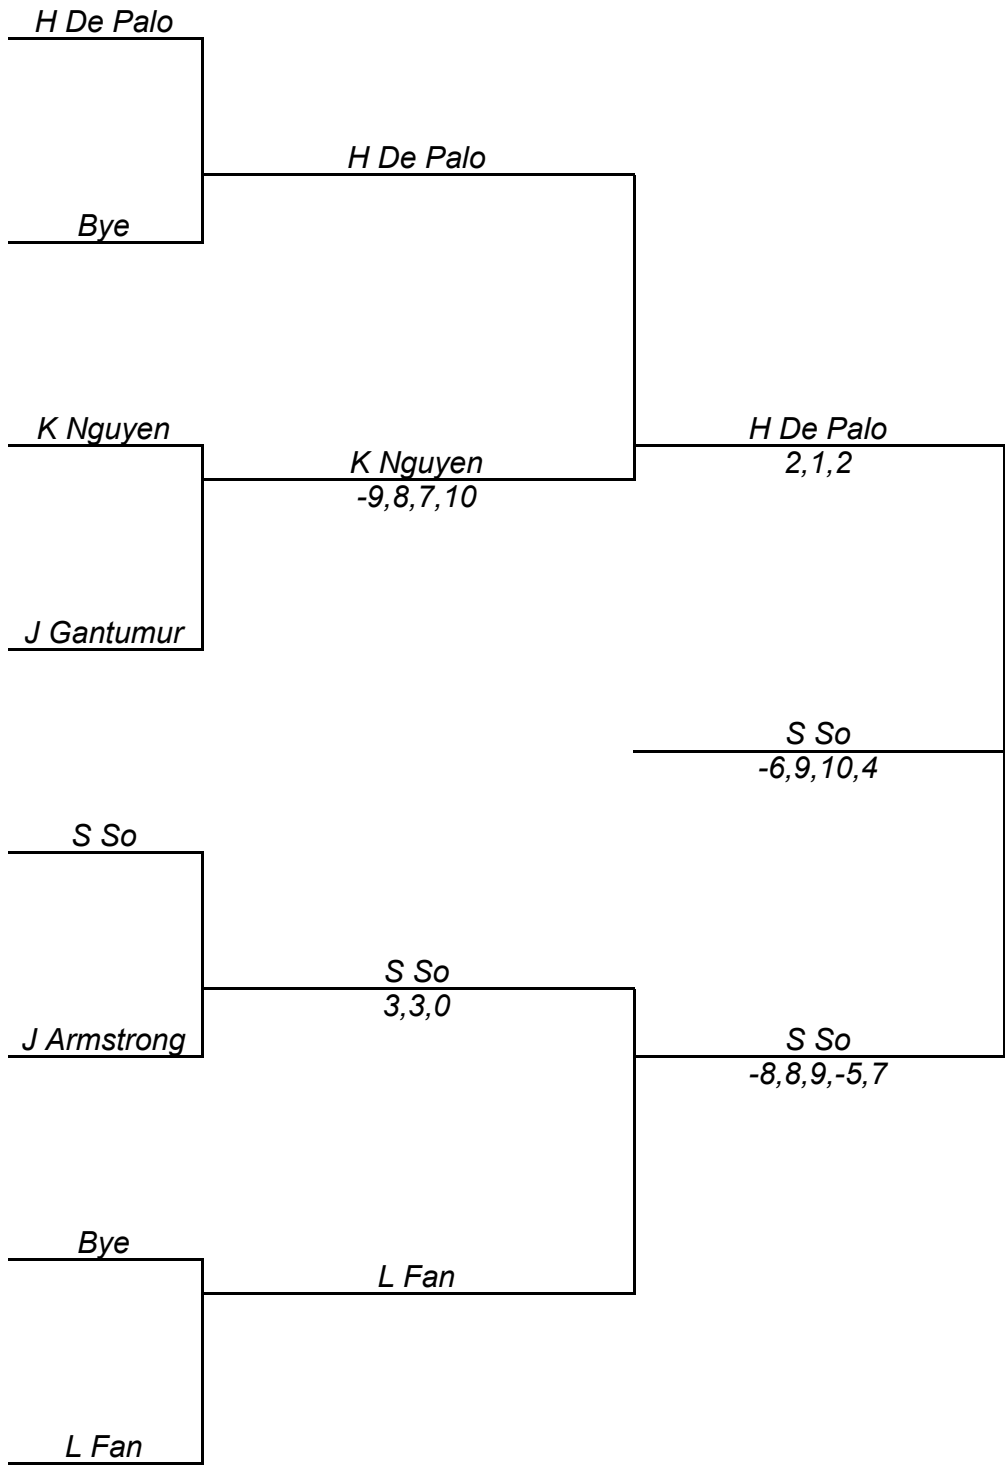 H De Palo
H De Palo
Bye
K Nguyen
H De Palo
2,1,2
K Nguyen
-9,8,7,10
J Gantumur
S So
-6,9,10,4
S So
S So
3,3,0
J Armstrong
S So
-8,8,9,-5,7
Bye
L Fan
L Fan